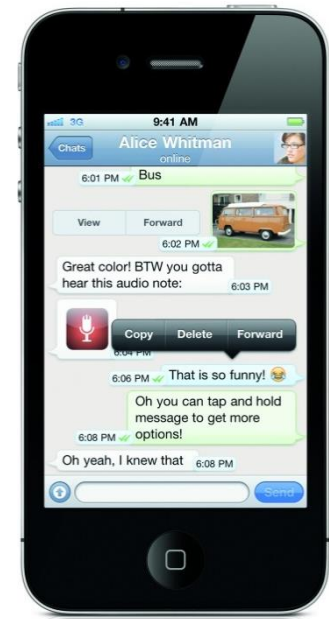 3G 9:41 AM
Chats Alice Whitman
online
6:01 PM Bus
View Forward
6:02 PM
Great color! BTW you gotta
hear this audio note: 6:03 PM
Copy Delete Forward
6:04 PM
6:06 PM That is so funny! 😂
Oh you can tap and hold
message to get more
6:08 PM options!
Oh yeah, I knew that 6:08 PM
Send